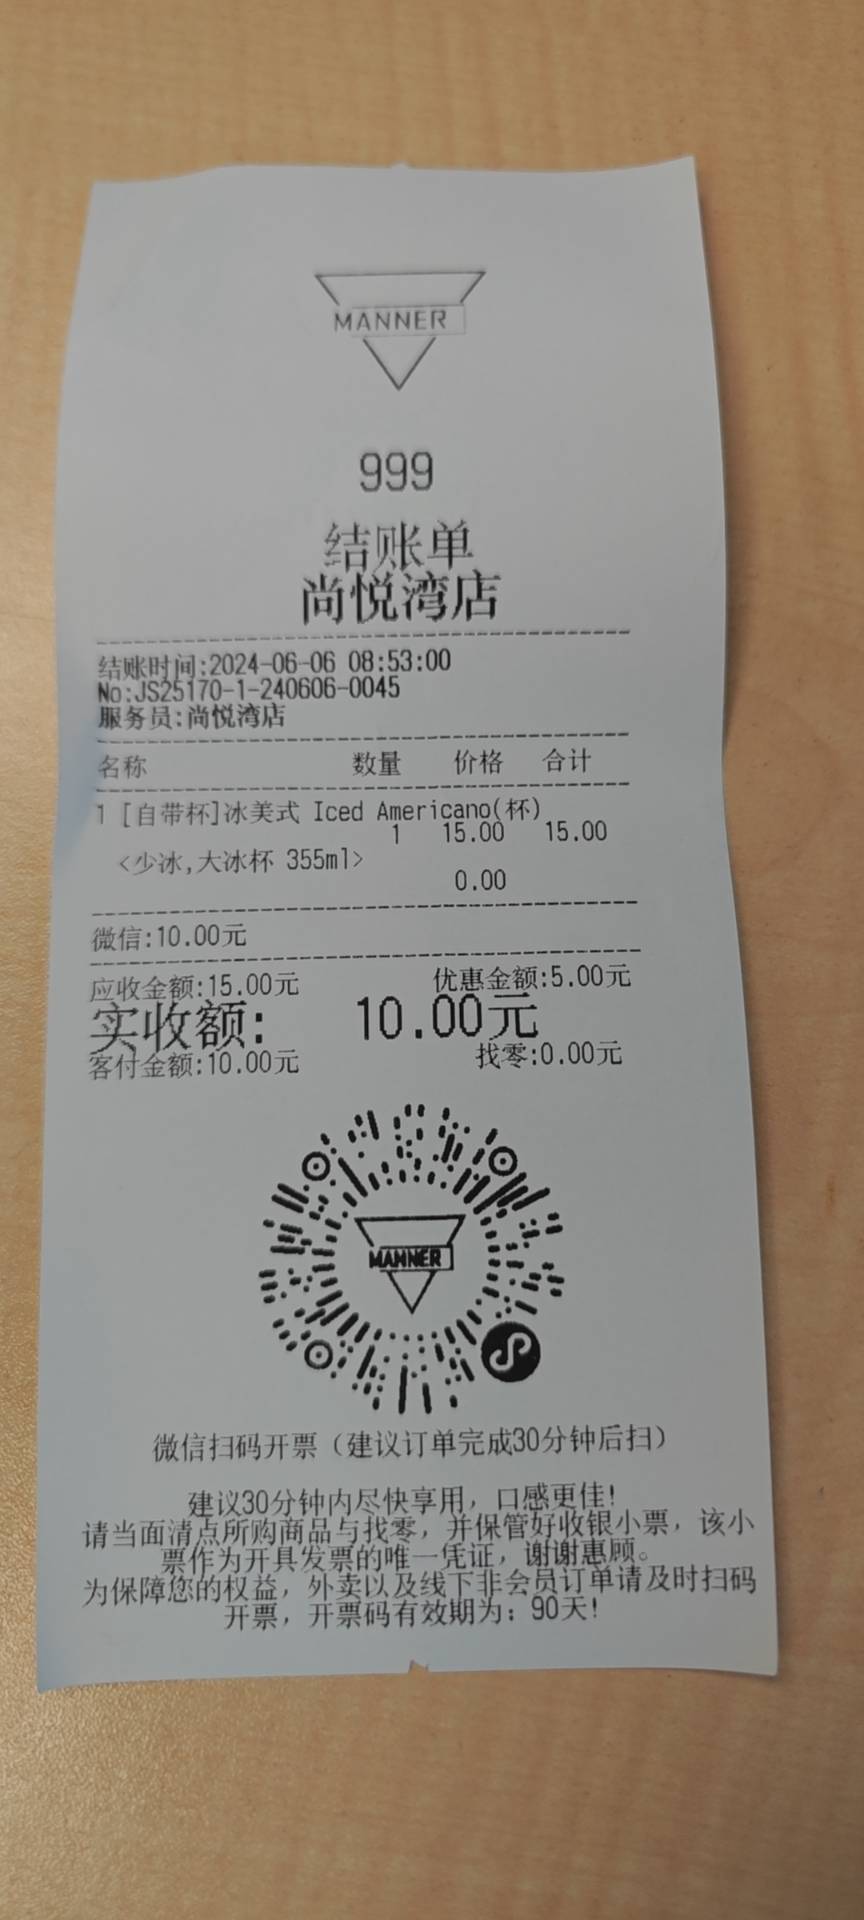 MANNER
999
结账单
尚悦湾店
结账时间:2024-06-06 08:53:00
No:JS25170-1-240606-0045
服务员:尚悦湾店
名称 数量 价格 合计
1 [自带杯]冰美式 Iced Americano(杯)
1 15.00 15.00
<少冰,大冰杯 355ml>
0.00
微信:10.00元
应收金额:15.00元 优惠金额:5.00元
实收额: 10.00元
客付金额:10.00元 找零:0.00元
MANNER
微信扫码开票（建议订单完成30分钟后扫）
建议30分钟内尽快享用，口感更佳!
请当面清点所购商品与找零，并保管好收银小票，该小
票作为开具发票的唯一凭证，谢谢惠顾。
为保障您的权益，外卖以及线下非会员订单请及时扫码
开票，开票码有效期为：90天!